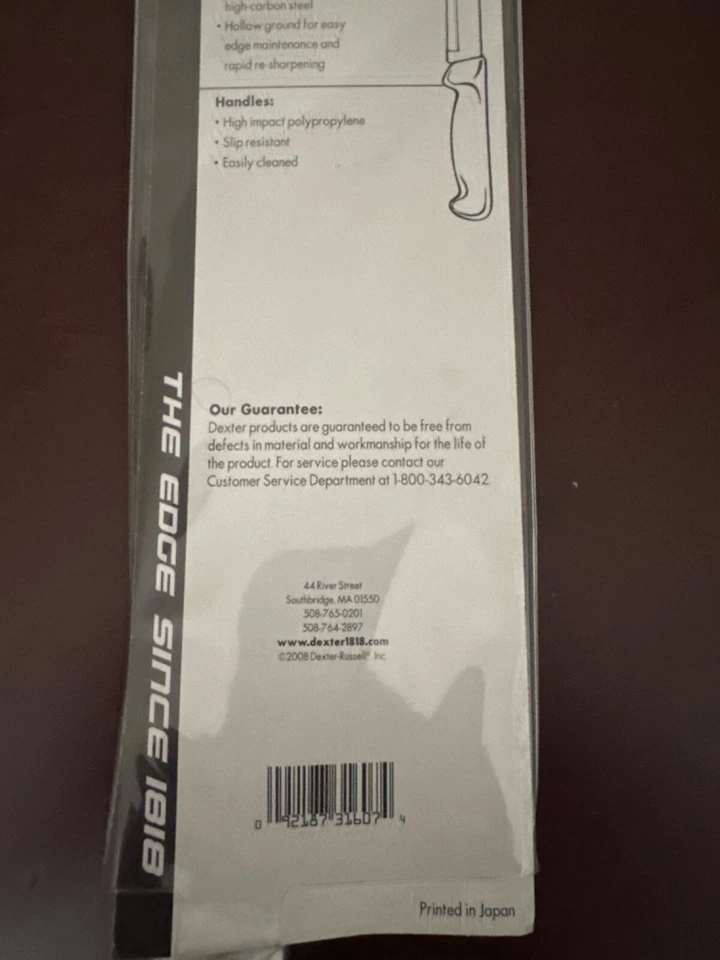 high-carbon steel
• Hollow ground for easy
edge maintenance and
rapid re-sharpening
Handles:
• High impact polypropylene
• Slip resistant
• Easily cleaned
THE EDGE SINCE 1818
Our Guarantee:
Dexter products are guaranteed to be free from
defects in material and workmanship for the life of
the product. For service please contact our
Customer Service Department at 1-800-343-6042
44 River Street
Southbridge, MA 01550
508-765-0201
508-764-2897
www.dexter1818.com
©2008 Dexter-Russell®, Inc.
0 92187 31607 4
Printed in Japan